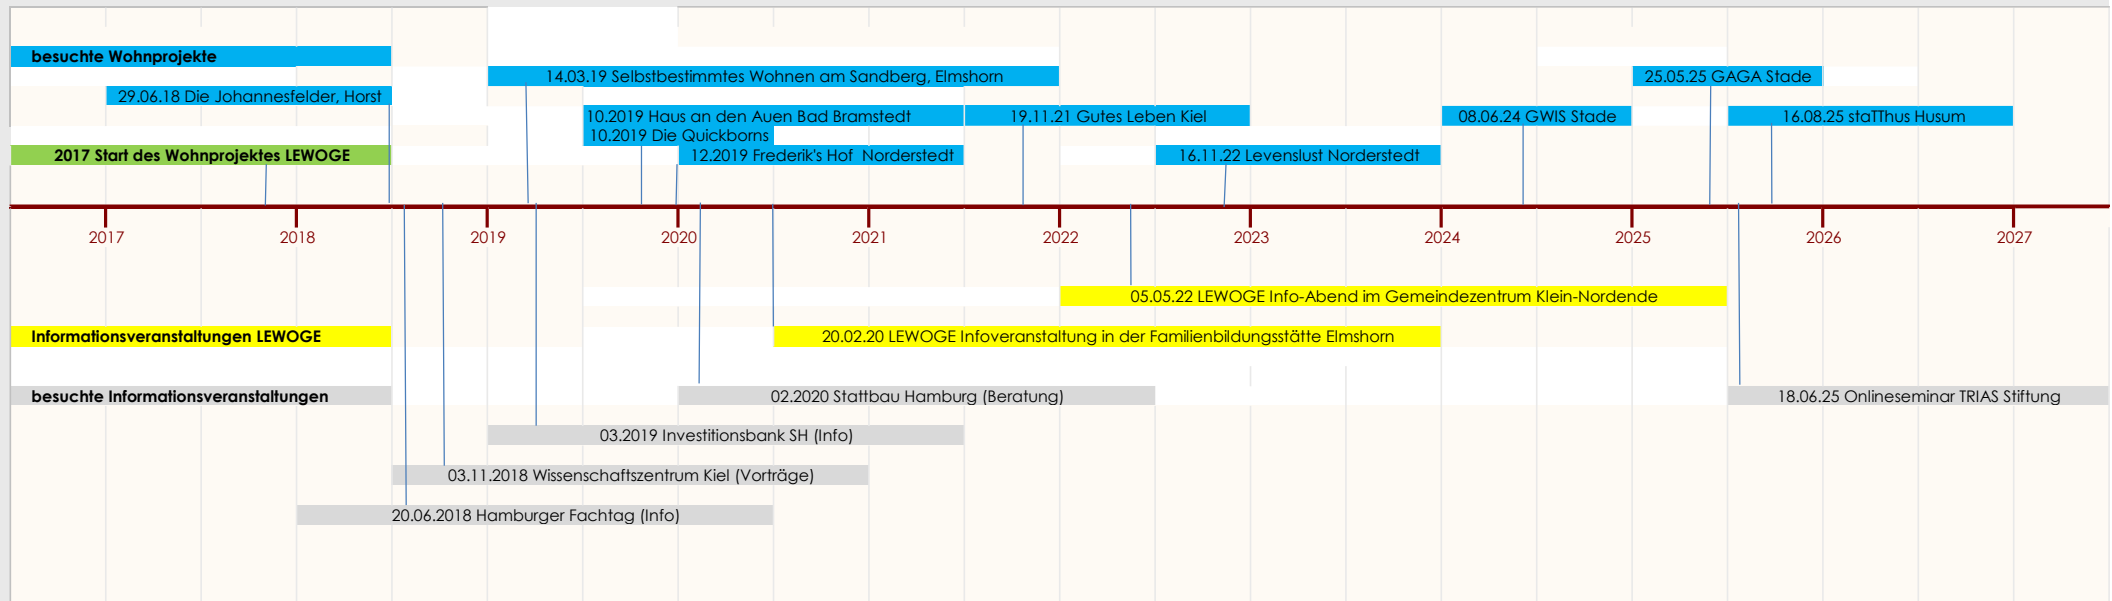 besuchte Wohnprojekte
14.03.19 Selbstbestimmtes Wohnen am Sandberg, Elmshorn
25.05.25 GAGA Stade
29.06.18 Die Johannesfelder, Horst
10.2019 Haus an den Auen Bad Bramstedt
19.11.21 Gutes Leben Kiel
08.06.24 GWIS Stade
16.08.25 staTThus Husum
10.2019 Die Quickborns
2017 Start des Wohnprojektes LEWOGE
12.2019 Frederik's Hof Norderstedt
16.11.22 Levenslust Norderstedt
2017 2018 2019 2020 2021 2022 2023 2024 2025 2026 2027
05.05.22 LEWOGE Info-Abend im Gemeindezentrum Klein-Nordende
Informationsveranstaltungen LEWOGE
20.02.20 LEWOGE Infoveranstaltung in der Familienbildungsstätte Elmshorn
besuchte Informationsveranstaltungen
02.2020 Stattbau Hamburg (Beratung)
18.06.25 Onlineseminar TRIAS Stiftung
03.2019 Investitionsbank SH (Info)
03.11.2018 Wissenschaftszentrum Kiel (Vorträge)
20.06.2018 Hamburger Fachtag (Info)